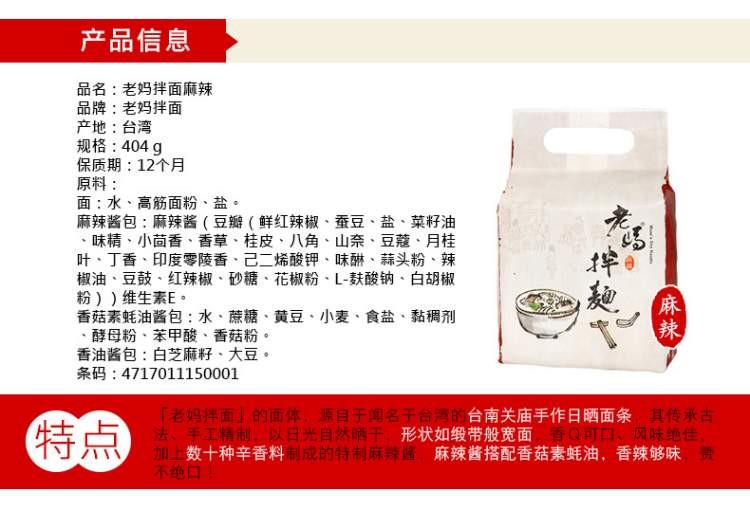 产品信息
品名：老妈拌面麻辣
品牌：老妈拌面
产地：台湾
规格：404 g
保质期：12个月
原料：
面：水、高筋面粉、盐。
麻辣酱包：麻辣酱（豆瓣（鲜红辣椒、蚕豆、盐、菜籽油
、味精、小茴香、香草、桂皮、八角、山奈、豆蔻、月桂
叶、丁香、印度零陵香、己二烯酸钾、味醂、蒜头粉、辣
椒油、豆鼓、红辣椒、砂糖、花椒粉、L-麸酸钠、白胡椒
粉））维生素E。
香菇素蚝油酱包：水、蔗糖、黄豆、小麦、食盐、黏稠剂
、酵母粉、苯甲酸、香菇粉。
香油酱包：白芝麻籽、大豆。
条码：4717011150001
老妈
拌麵
麻辣
特点
「老妈拌面」的面体，源自于闻名于台湾的台南关庙手作日晒面条，其传承古
法、手工精制，以日光自然晒干，形状如缎带般宽面，香Q可口、风味绝佳，
加上数十种辛香料制成的特制麻辣酱，麻辣酱搭配香菇素蚝油，香辣够味、赞
不绝口！